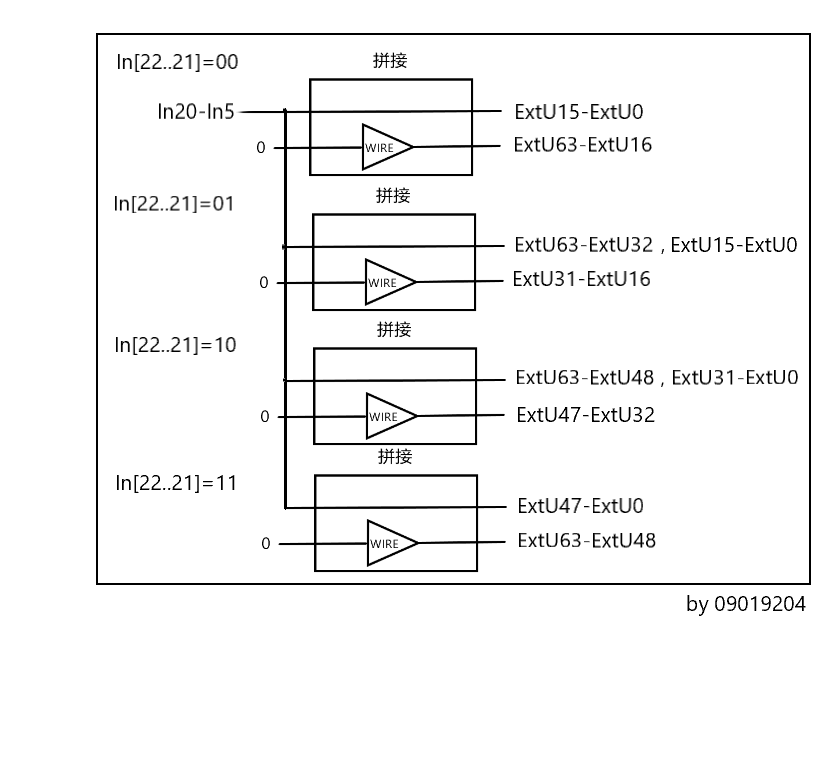 In[22..21]=00
拼接
In20-In5
ExtU15-ExtU0
0
WIRE
ExtU63-ExtU16
In[22..21]=01
拼接
ExtU63-ExtU32 , ExtU15-ExtU0
0
WIRE
ExtU31-ExtU16
In[22..21]=10
拼接
ExtU63-ExtU48 , ExtU31-ExtU0
0
WIRE
ExtU47-ExtU32
In[22..21]=11
拼接
ExtU47-ExtU0
0
WIRE
ExtU63-ExtU48
by 09019204